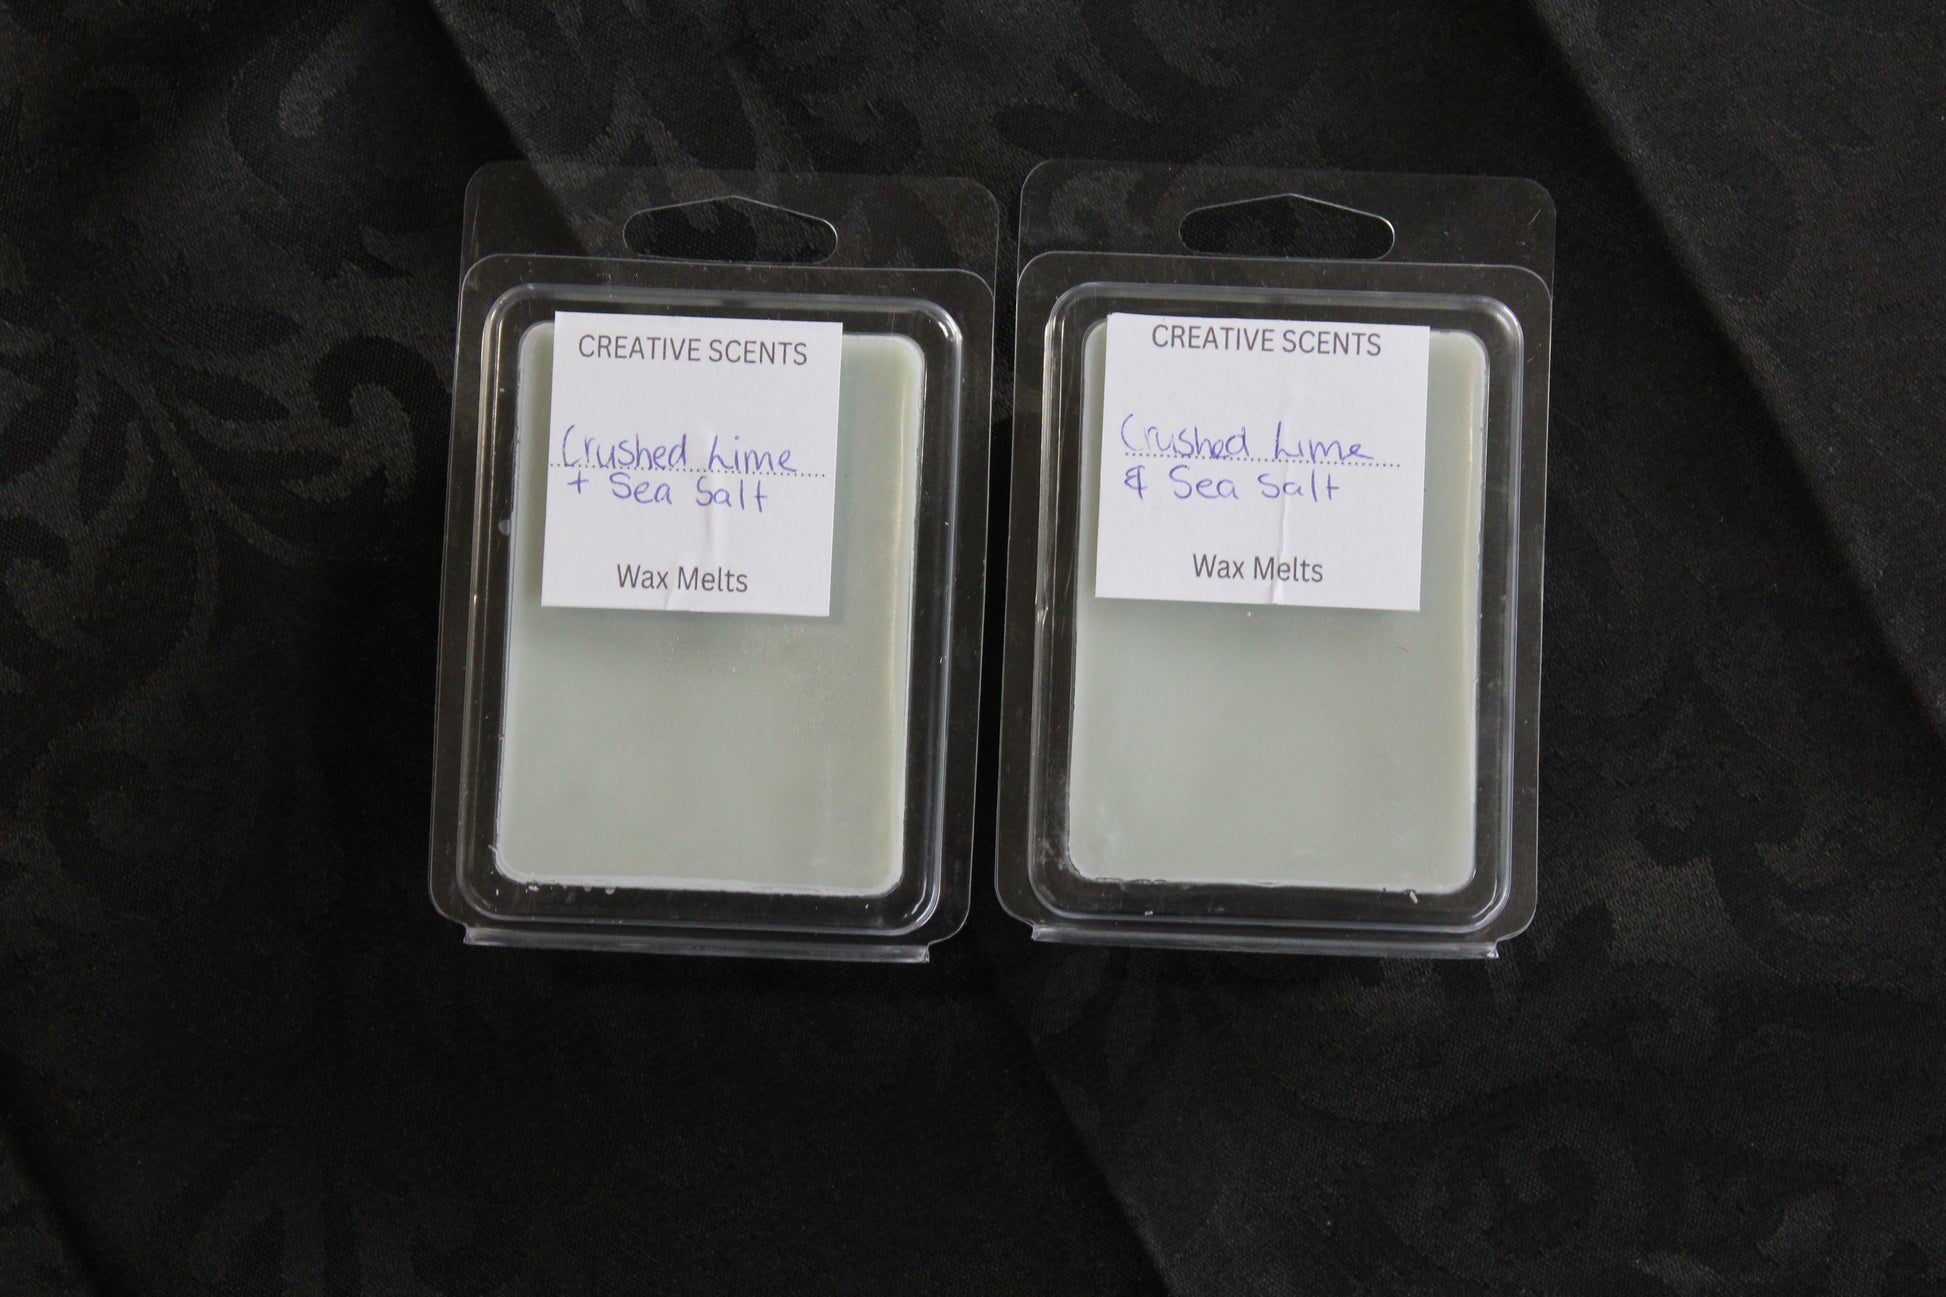 CREATIVE SCENTS
Crushed Lime
+ Sea Salt
Wax Melts
CREATIVE SCENTS
Crushed Lime
& Sea Salt
Wax Melts